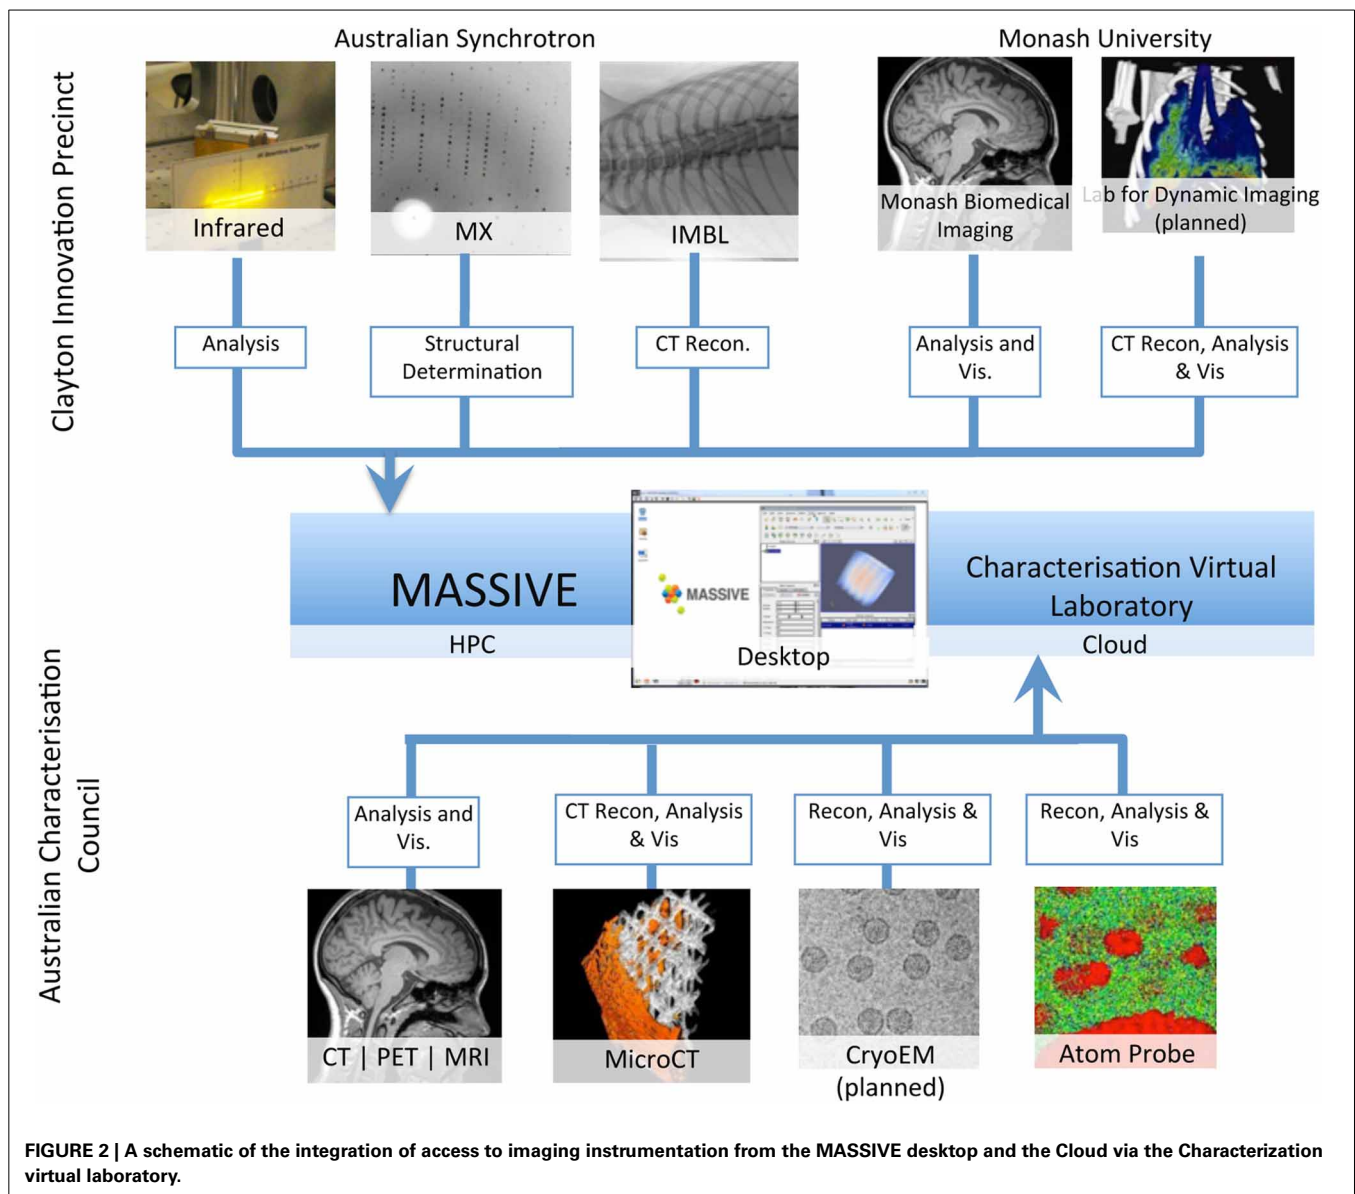 Australian Synchrotron
Monash University
Clayton Innovation Precinct
Infrared
MX
IMBL
Monash Biomedical
Imaging
Lab for Dynamic Imaging
(planned)
Analysis
Structural
Determination
CT Recon.
Analysis and
Vis.
CT Recon, Analysis
& Vis
MASSIVE
HPC
MASSIVE
Desktop
Characterisation Virtual
Laboratory
Cloud
Australian Characterisation
Council
Analysis and
Vis.
CT Recon, Analysis
& Vis
Recon, Analysis &
Vis
Recon, Analysis &
Vis
CT | PET | MRI
MicroCT
CryoEM
(planned)
Atom Probe
FIGURE 2 | A schematic of the integration of access to imaging instrumentation from the MASSIVE desktop and the Cloud via the Characterization
virtual laboratory.